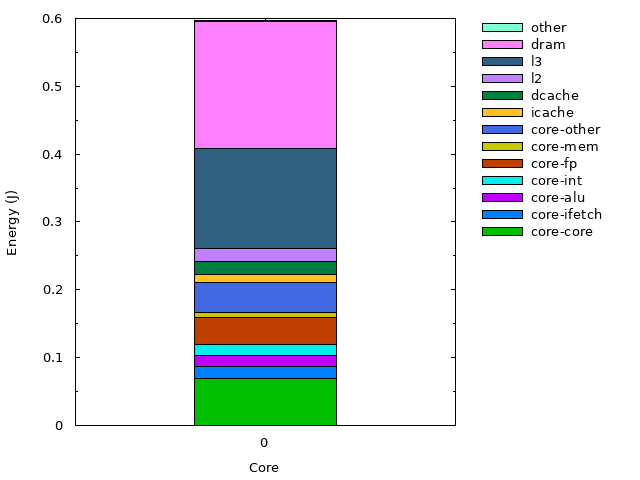 0.6
0.5
0.4
0.3
0.2
0.1
0
Energy (J)
0
Core
other
dram
l3
l2
dcache
icache
core-other
core-mem
core-fp
core-int
core-alu
core-ifetch
core-core